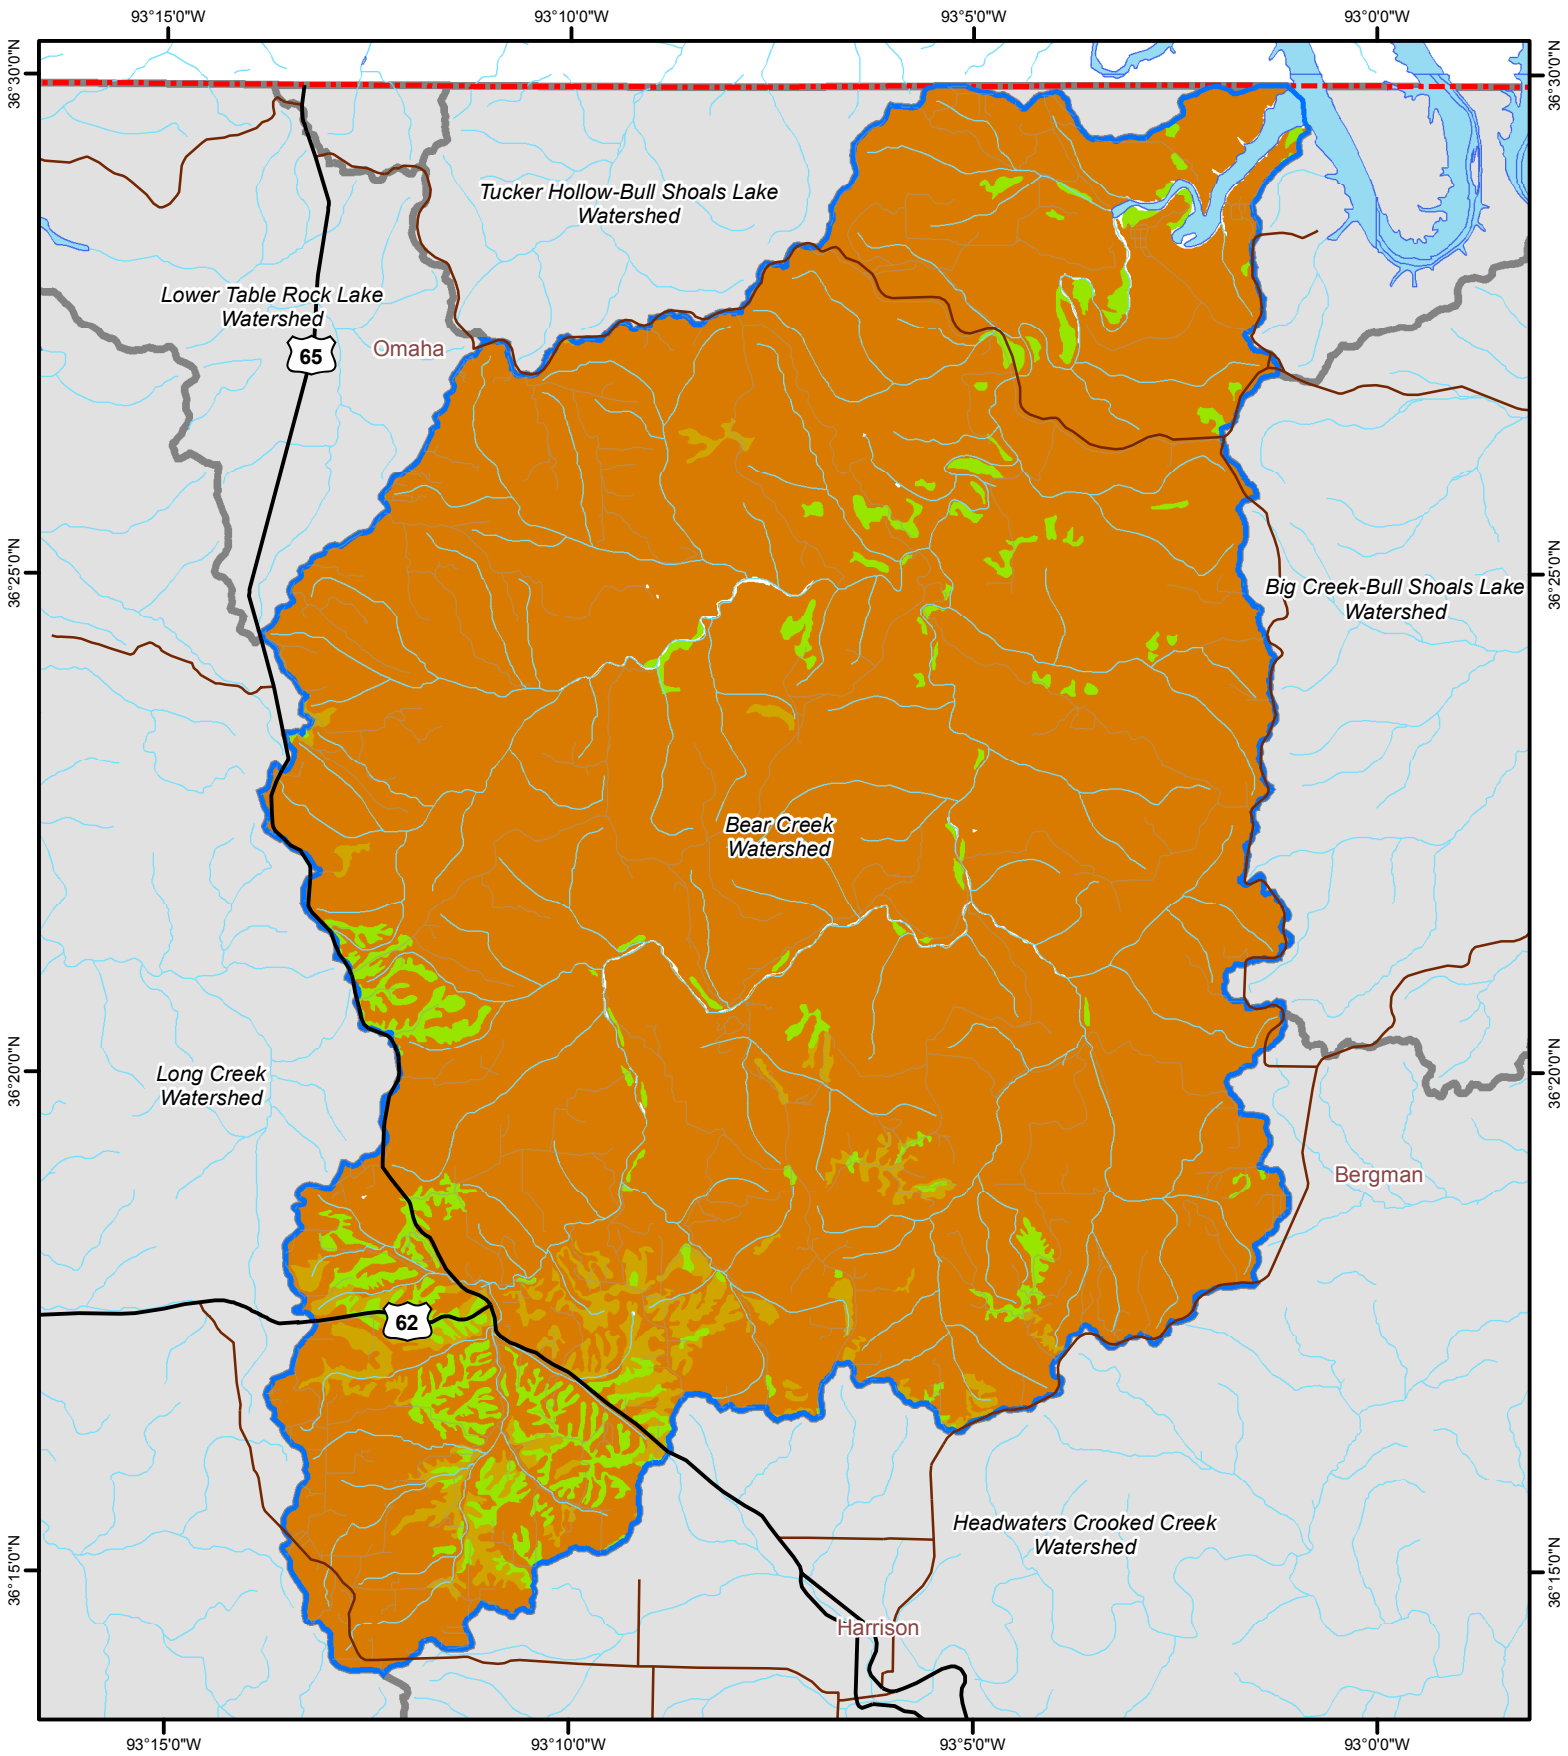 93°15'0"W
93°10'0"W
93°5'0"W
93°0'0"W
36°30'0"N
36°30'0"N
Tucker Hollow-Bull Shoals Lake
Watershed
Lower Table Rock Lake
Watershed
65
Omaha
36°25'0"N
36°25'0"N
Big Creek-Bull Shoals Lake
Watershed
Bear Creek
Watershed
36°20'0"N
36°20'0"N
Long Creek
Watershed
Bergman
62
Headwaters Crooked Creek
Watershed
36°15'0"N
36°15'0"N
Harrison
93°15'0"W
93°10'0"W
93°5'0"W
93°0'0"W